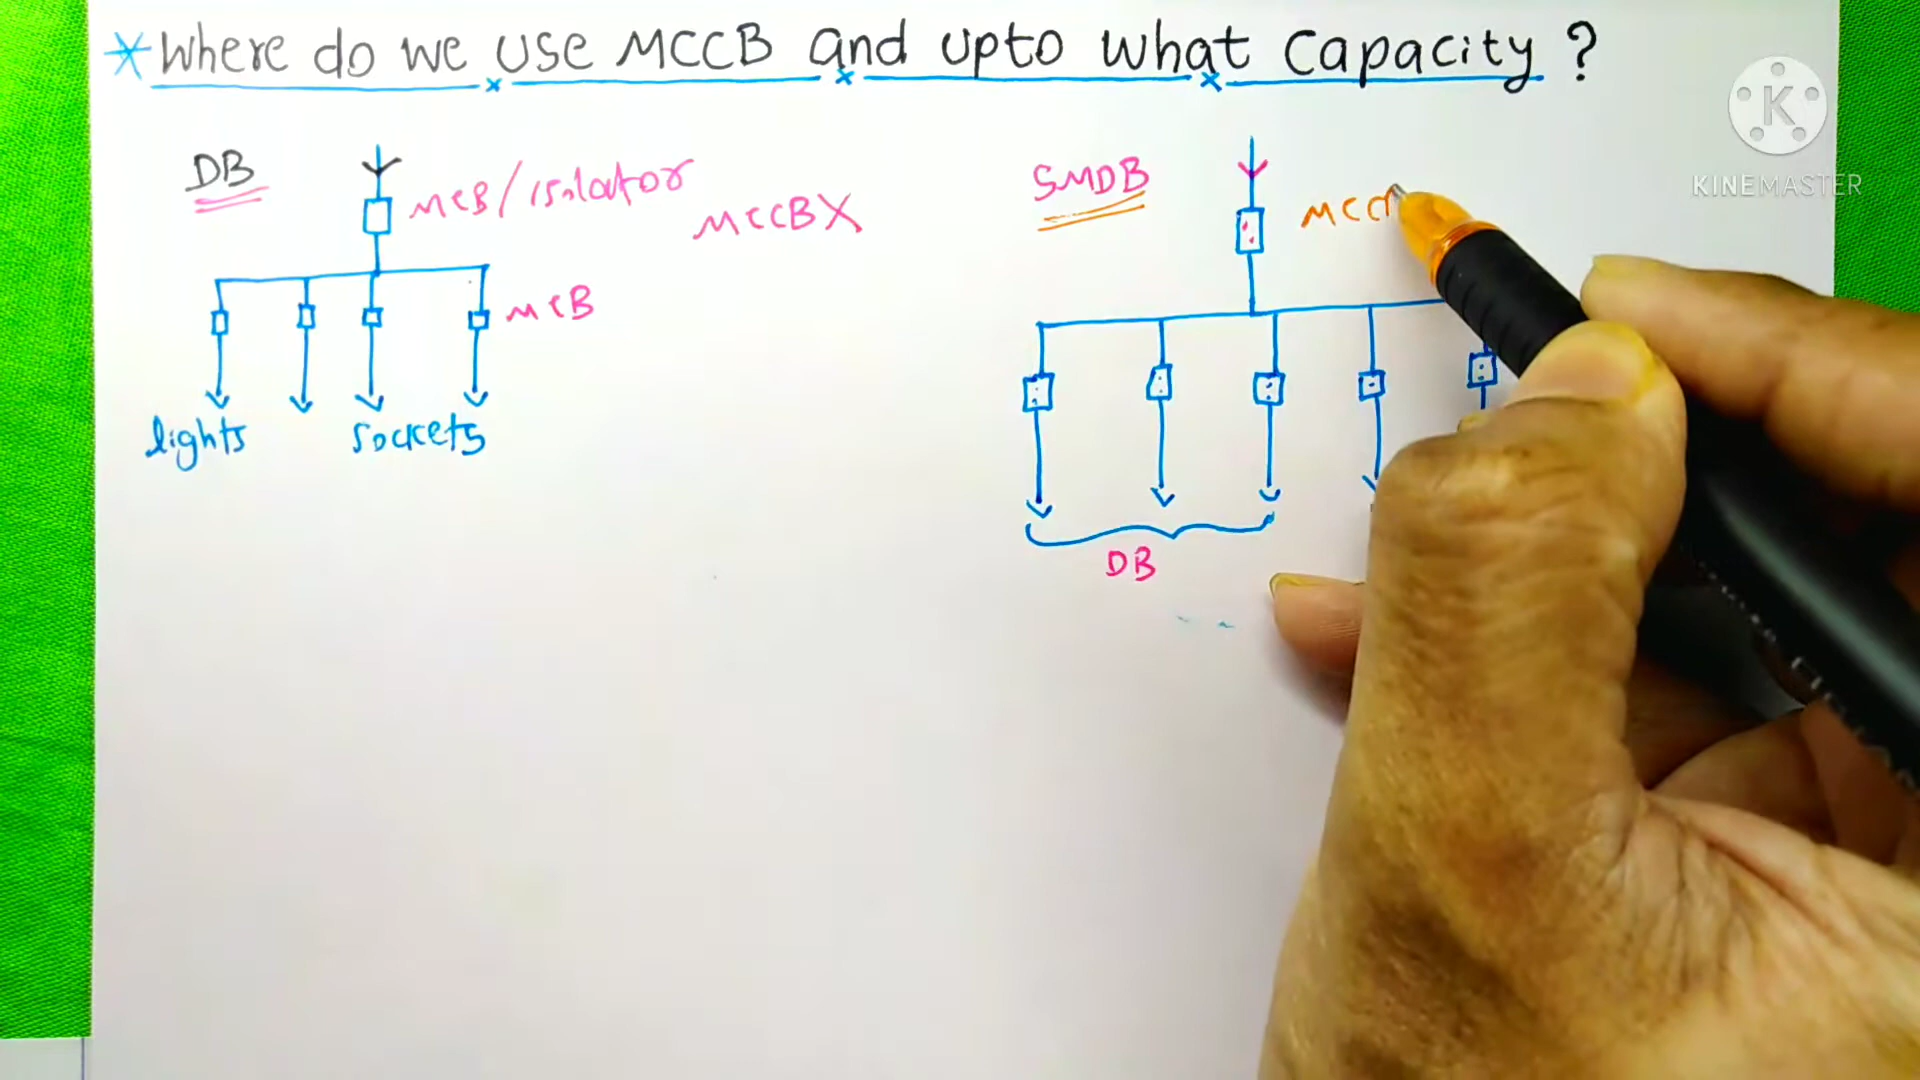 * Where do we use MCCB and upto what capacity ?
DB
MCB/isolator
MCCB X
MCB
lights
sockets
SMDB
MCC
DB
K
KINEMASTER